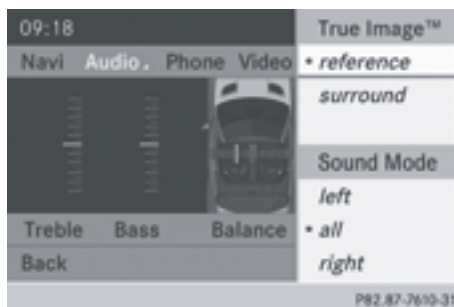 09:18
Navi Audio. Phone Video
Treble Bass Balance
Back
True Image™
• reference
surround
Sound Mode
left
• all
right
P82.87-7610-31